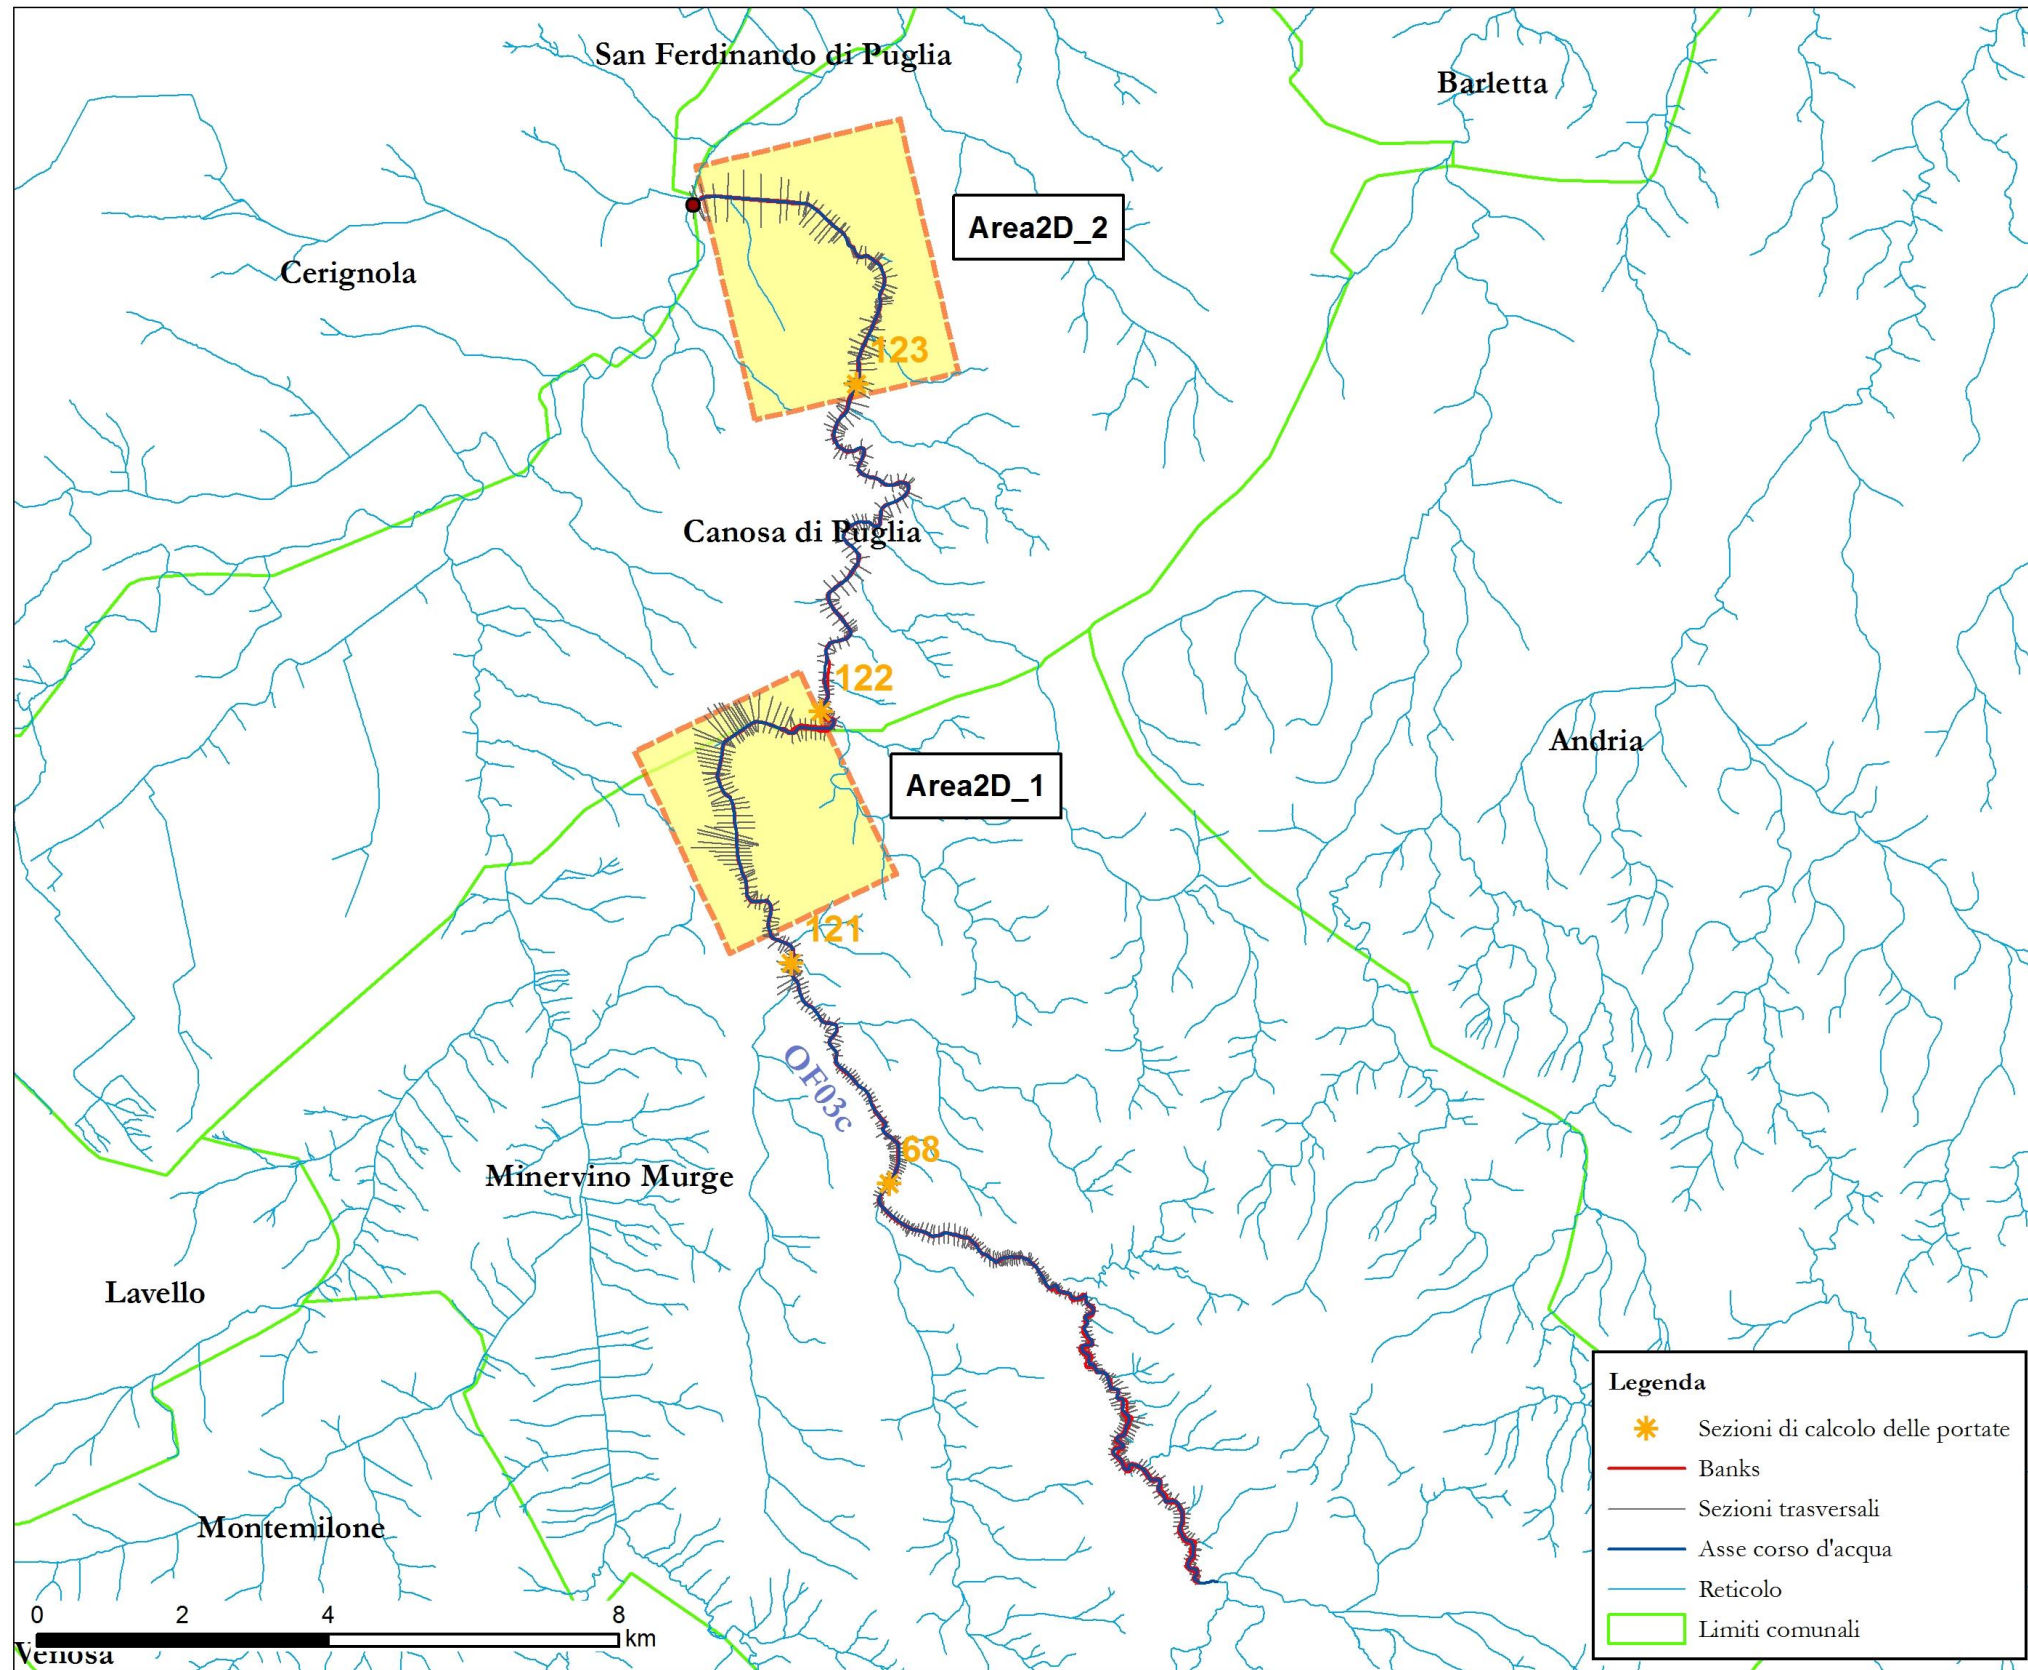 San Ferdinando di Puglia
Barletta
Area2D_2
Cerignola
123
Canosa di Puglia
122
Andria
Area2D_1
121
OF03c
68
Minervino Murge
Lavello
Legenda
Sezioni di calcolo delle portate
Banks
Sezioni trasversali
Asse corso d'acqua
Reticolo
Limiti comunali
Montemilone
0 2 4 8
km
Venosa